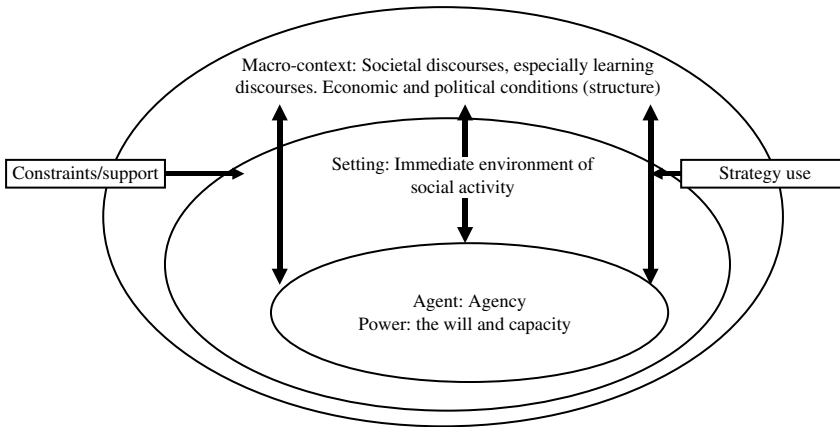 Macro-context: Societal discourses, especially learning
discourses. Economic and political conditions (structure)
Constraints/support
Setting: Immediate environment of
social activity
Strategy use
Agent: Agency
Power: the will and capacity